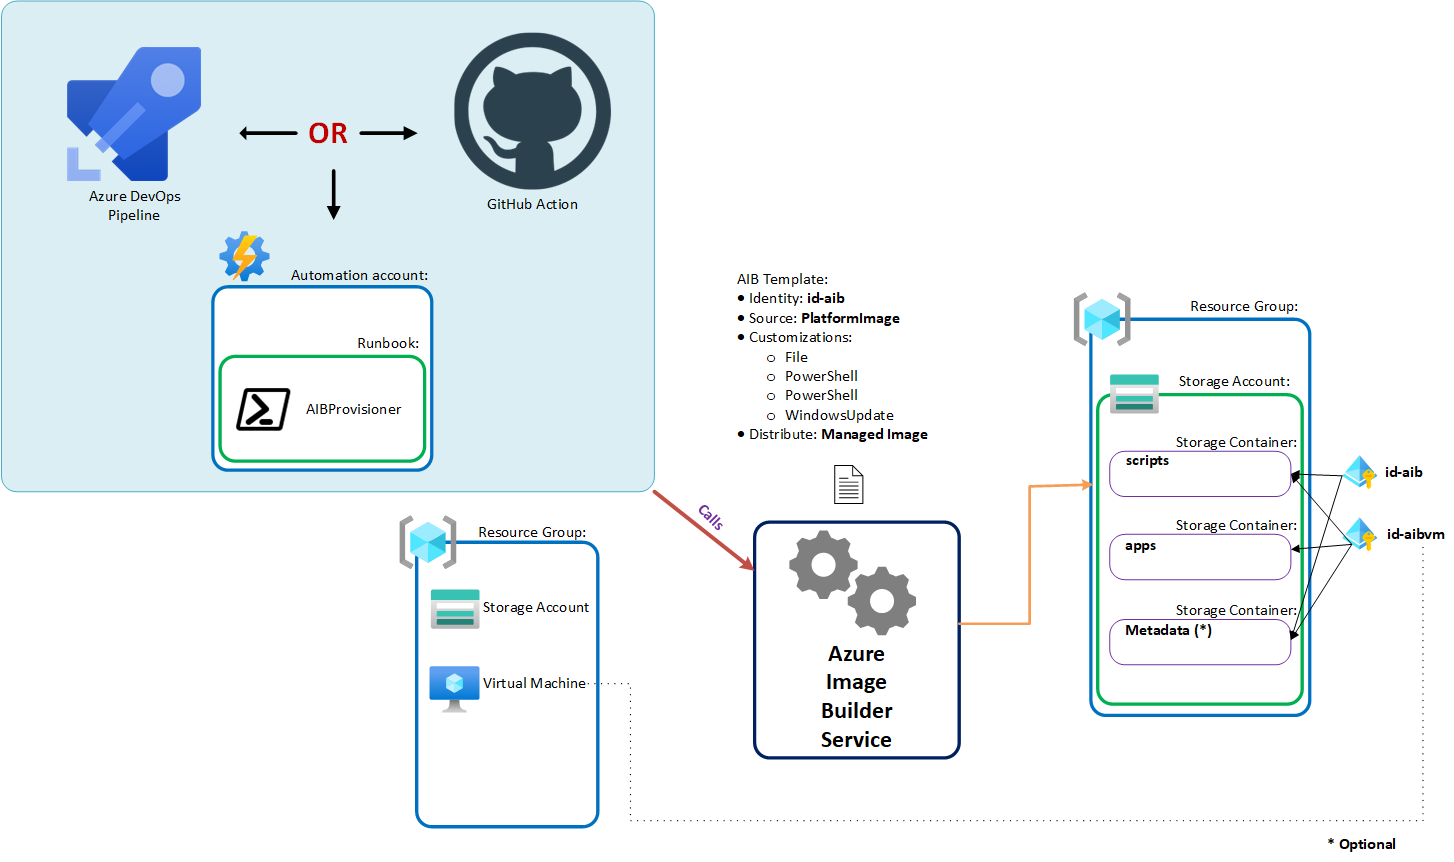 OR
Azure DevOps
Pipeline
GitHub Action
Automation account:
Runbook:
AIBProvisioner
AIB Template:
• Identity: id-aib
• Source: PlatformImage
• Customizations:
o File
o PowerShell
o PowerShell
o WindowsUpdate
• Distribute: Managed Image
Calls
Azure
Image
Builder
Service
Resource Group:
Storage Account
Virtual Machine
Resource Group:
Storage Account:
Storage Container:
scripts
Storage Container:
apps
Storage Container:
Metadata (*)
id-aib
id-aibvm
* Optional